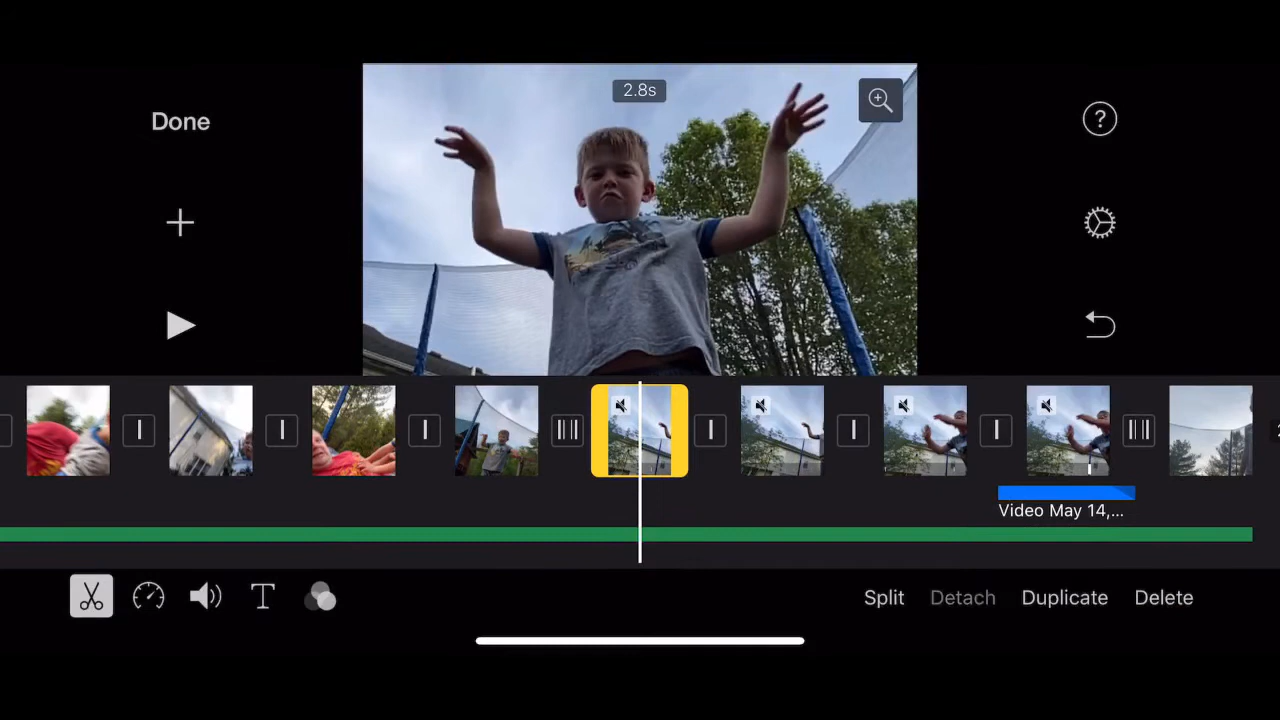 2.8s
Done
?
Video May 14,...
T
Split Detach Duplicate Delete